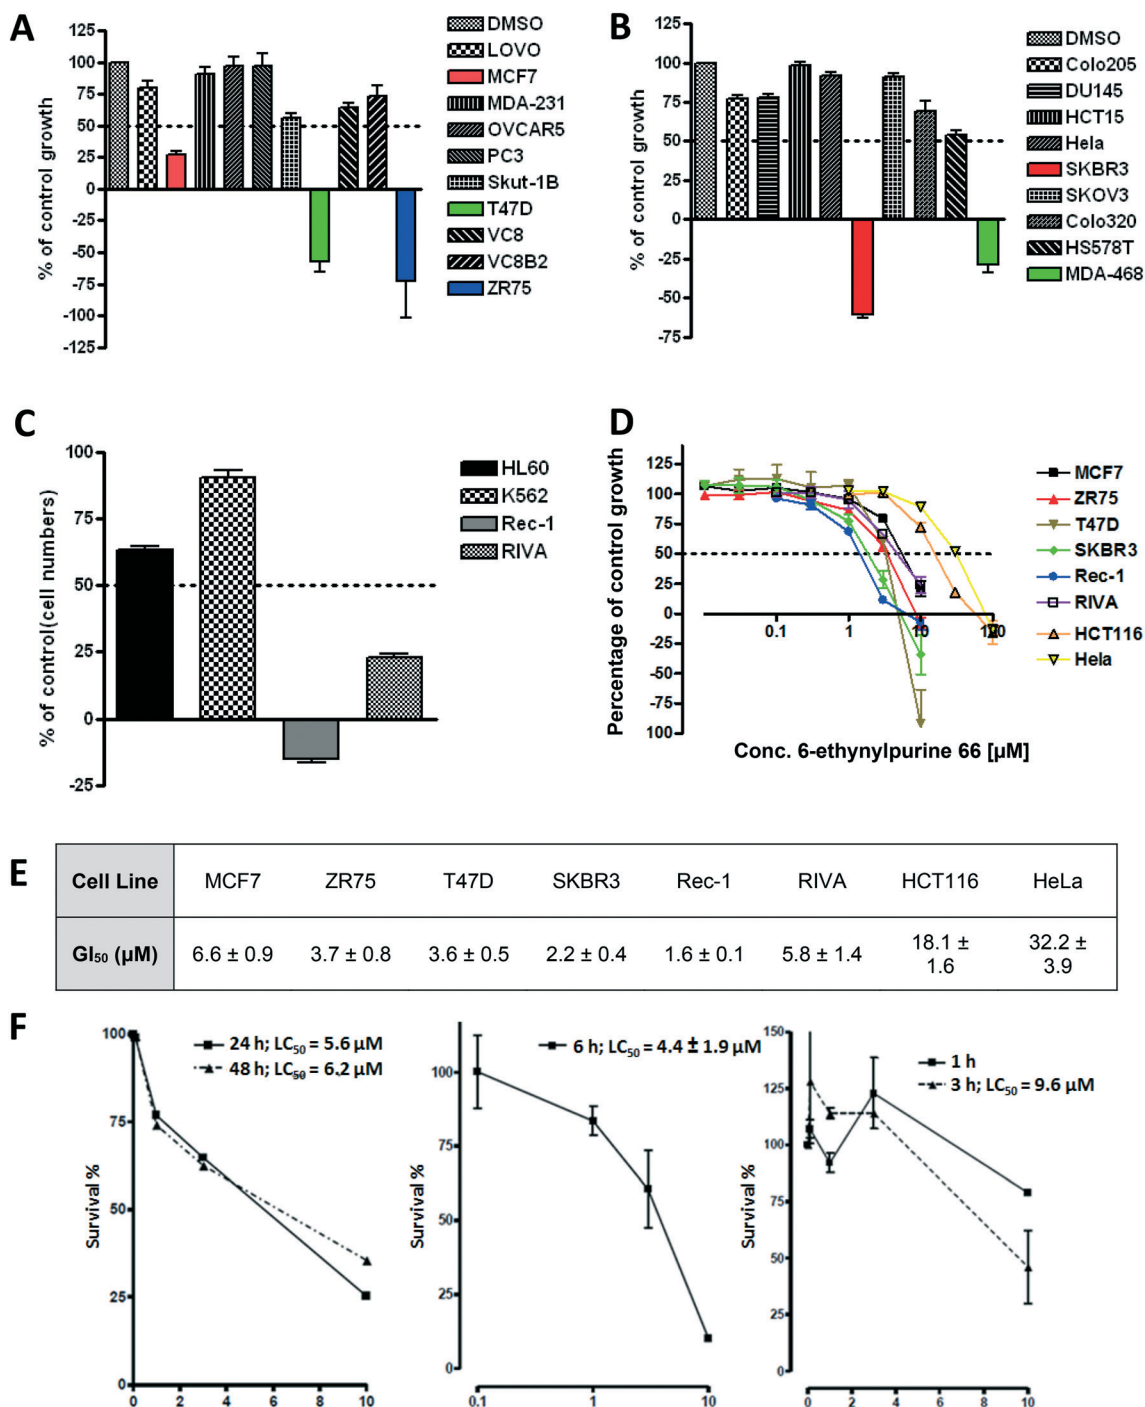 A
% of control growth
125
100
75
50
25
0
-25
-50
-75
-100
-125
DMSO
LOVO
MCF7
MDA-231
OVCAR5
PC3
Skut-1B
T47D
VC8
VC8B2
ZR75
B
% of control growth
125
100
75
50
25
0
-25
-50
-75
DMSO
Colo205
DU145
HCT15
Hela
SKBR3
SKOV3
Colo320
HS578T
MDA-468
C
% of control(cell numbers)
100
75
50
25
0
-25
HL60
K562
Rec-1
RIVA
D
Percentage of control growth
125
100
75
50
25
0
-25
-50
-75
100
0.1
1
10
100
Conc. 6-ethynylpurine 66 [µM]
MCF7
ZR75
T47D
SKBR3
Rec-1
RIVA
HCT116
Hela
E
Cell Line MCF7 ZR75 T47D SKBR3 Rec-1 RIVA HCT116 HeLa
GI₅₀ (µM) 6.6 ± 0.9 3.7 ± 0.8 3.6 ± 0.5 2.2 ± 0.4 1.6 ± 0.1 5.8 ± 1.4 18.1 ± 1.6 32.2 ± 3.9
F
Survival %
100
75
50
25
0
0 2 4 6 8 10
24 h; LC₅₀ = 5.6 µM
48 h; LC₅₀ = 6.2 µM
Survival %
100
75
50
25
0
0.1 1 10
6 h; LC₅₀ = 4.4 ± 1.9 µM
Survival %
150
125
100
75
50
25
0
0 2 4 6 8 10
1 h
3 h; LC₅₀ = 9.6 µM